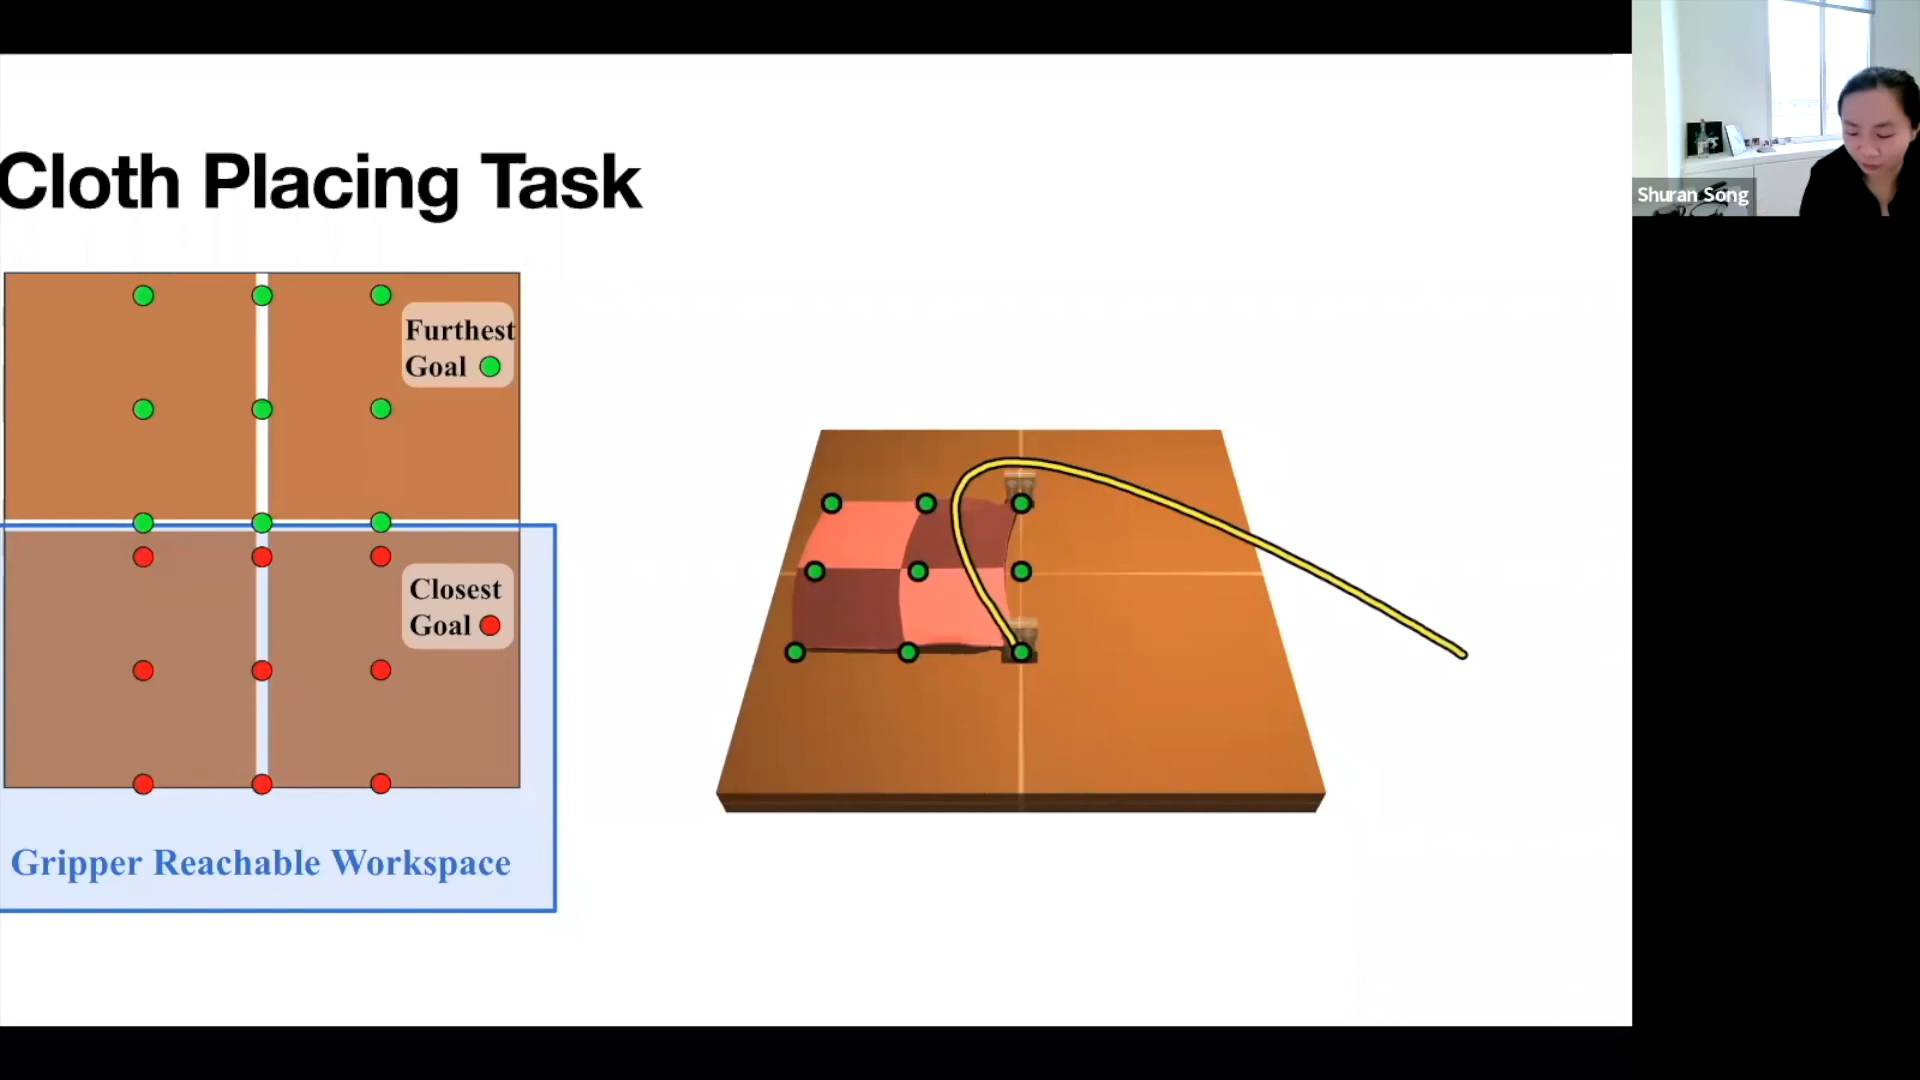 Cloth Placing Task
Furthest
Goal
Closest
Goal
Gripper Reachable Workspace
Shuran Song